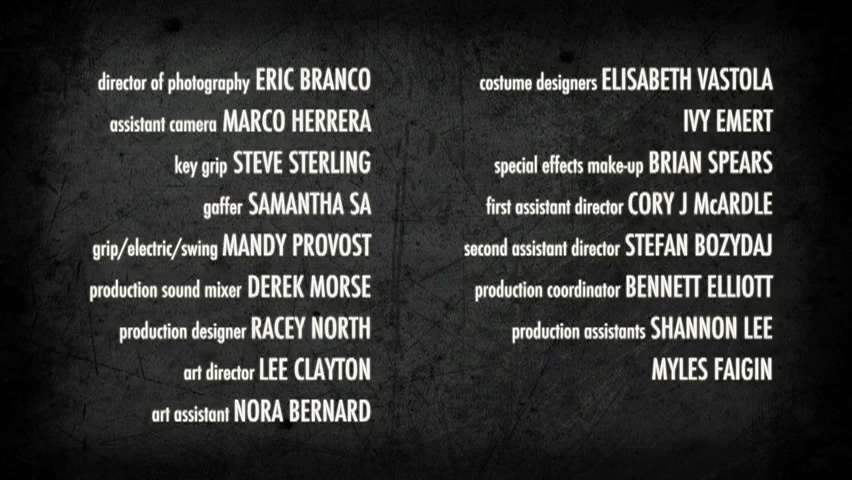 director of photography ERIC BRANCO
assistant camera MARCO HERRERA
key grip STEVE STERLING
gaffer SAMANTHA SA
grip/electric/swing MANDY PROVOST
production sound mixer DEREK MORSE
production designer RACEY NORTH
art director LEE CLAYTON
art assistant NORA BERNARD
costume designers ELISABETH VASTOLA
IVY EMERT
special effects make-up BRIAN SPEARS
first assistant director CORY J McARDLE
second assistant director STEFAN BOZYDAJ
production coordinator BENNETT ELLIOTT
production assistants SHANNON LEE
MYLES FAIGIN